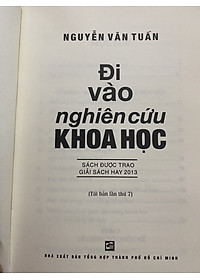 NGUYỄN VĂN TUẤN
Đi
vào
nghiên cứu
KHOA HỌC
SÁCH ĐƯỢC TRAO
GIẢI SÁCH HAY 2013
(Tái bản lần thứ 7)
NHÀ XUẤT BẢN TỔNG HỢP THÀNH PHỐ HỒ CHÍ MINH